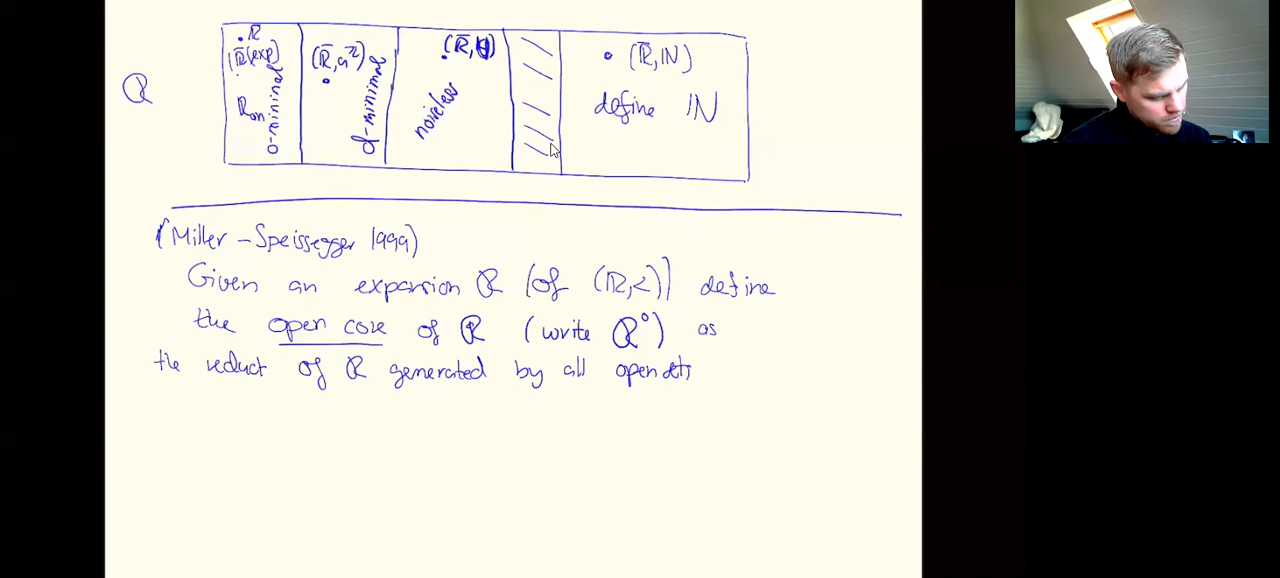 ℝ
(ℝ̄(exp)
ℝan
o-minimal
(ℝ̄, a^ℤ)
d-minimal
noiseless
• (ℝ̄, ℕ)
define ℕ
(Miller-Speissegger 1999)
Given an expansion R (of (ℝ,<)) define
the open core of R (write R°) as
the reduct of R generated by all open sets